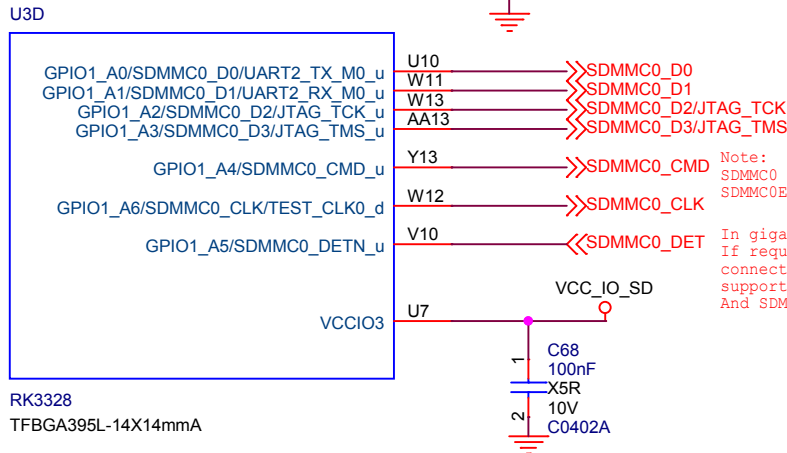 U3D
GPIO1_A0/SDMMC0_D0/UART2_TX_M0_u U10 SDMMC0_D0
GPIO1_A1/SDMMC0_D1/UART2_RX_M0_u W11 SDMMC0_D1
GPIO1_A2/SDMMC0_D2/JTAG_TCK_u W13 SDMMC0_D2/JTAG_TCK
GPIO1_A3/SDMMC0_D3/JTAG_TMS_u AA13 SDMMC0_D3/JTAG_TMS
GPIO1_A4/SDMMC0_CMD_u Y13 SDMMC0_CMD
GPIO1_A6/SDMMC0_CLK/TEST_CLK0_d W12 SDMMC0_CLK
GPIO1_A5/SDMMC0_DETN_u V10 SDMMC0_DET
Note:
SDMMC0
SDMMC0E
In giga
If requ
connect
support
And SDM
VCC_IO_SD
VCCIO3 U7
1
C68
100nF
X5R
10V
2
C0402A
RK3328
TFBGA395L-14X14mmA